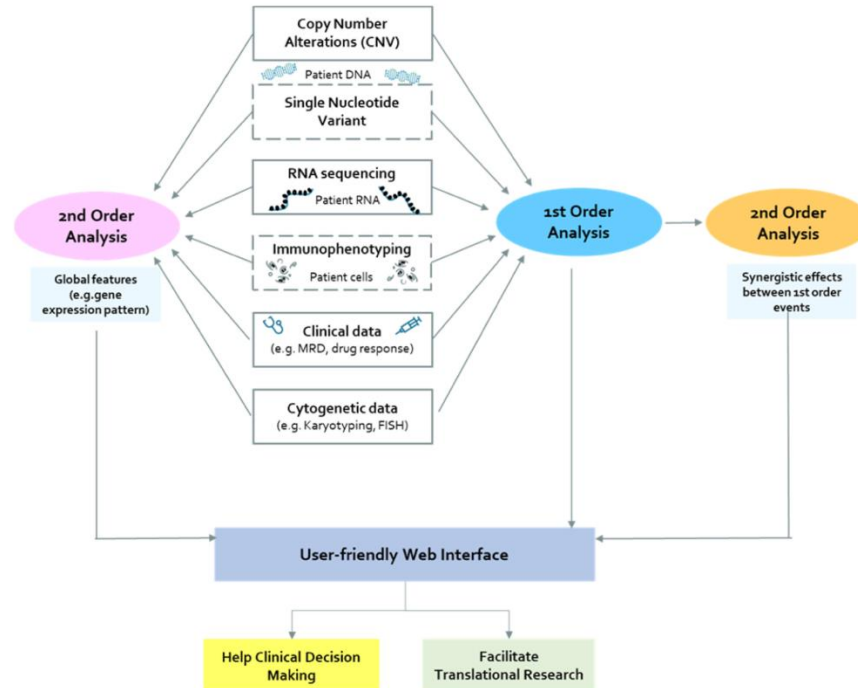 Copy Number
Alterations (CNV)
Patient DNA
Single Nucleotide
Variant
RNA sequencing
Patient RNA
Immunophenotyping
Patient cells
Clinical data
(e.g. MRD, drug response)
Cytogenetic data
(e.g. Karyotyping, FISH)
2nd Order
Analysis
Global features
(e.g.gene
expression pattern)
1st Order
Analysis
2nd Order
Analysis
Synergistic effects
between 1st order
events
User-friendly Web Interface
Help Clinical Decision
Making
Facilitate
Translational Research